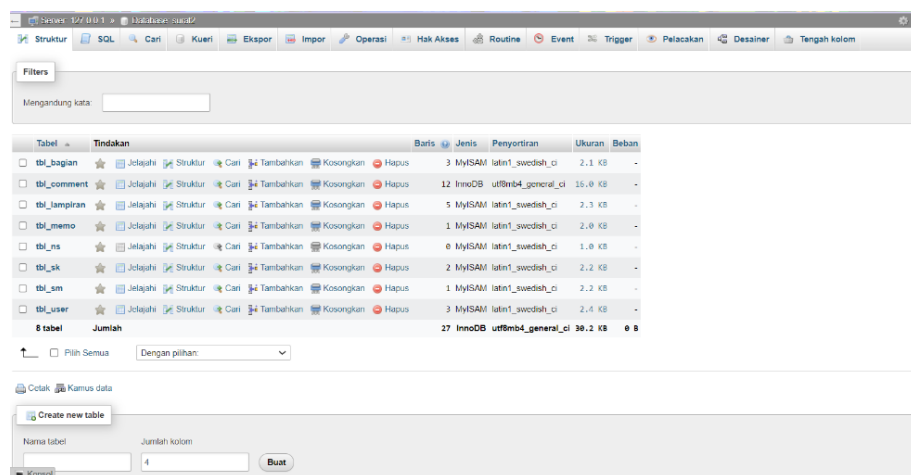 Server: 127.0.0.1 » Database: surat2
Struktur SQL Cari Kueri Ekspor Impor Operasi Hak Akses Routine Event Trigger Pelacakan Desainer Tengah kolom
Filters
Mengandung kata:
Tabel Tindakan Baris Jenis Penyortiran Ukuran Beban
tbl_bagian Jelajahi Struktur Cari Tambahkan Kosongkan Hapus 3 MyISAM latin1_swedish_ci 2.1 KB -
tbl_comment Jelajahi Struktur Cari Tambahkan Kosongkan Hapus 12 InnoDB utf8mb4_general_ci 16.0 KB -
tbl_lampiran Jelajahi Struktur Cari Tambahkan Kosongkan Hapus 5 MyISAM latin1_swedish_ci 2.3 KB -
tbl_memo Jelajahi Struktur Cari Tambahkan Kosongkan Hapus 1 MyISAM latin1_swedish_ci 2.0 KB -
tbl_ns Jelajahi Struktur Cari Tambahkan Kosongkan Hapus 0 MyISAM latin1_swedish_ci 1.0 KB -
tbl_sk Jelajahi Struktur Cari Tambahkan Kosongkan Hapus 2 MyISAM latin1_swedish_ci 2.2 KB -
tbl_sm Jelajahi Struktur Cari Tambahkan Kosongkan Hapus 1 MyISAM latin1_swedish_ci 2.2 KB -
tbl_user Jelajahi Struktur Cari Tambahkan Kosongkan Hapus 3 MyISAM latin1_swedish_ci 2.4 KB -
8 tabel Jumlah 27 InnoDB utf8mb4_general_ci 30.2 KB 0 B
Pilih Semua Dengan pilihan:
Cetak Kamus data
Create new table
Nama tabel Jumlah kolom
4 Buat
Konsol